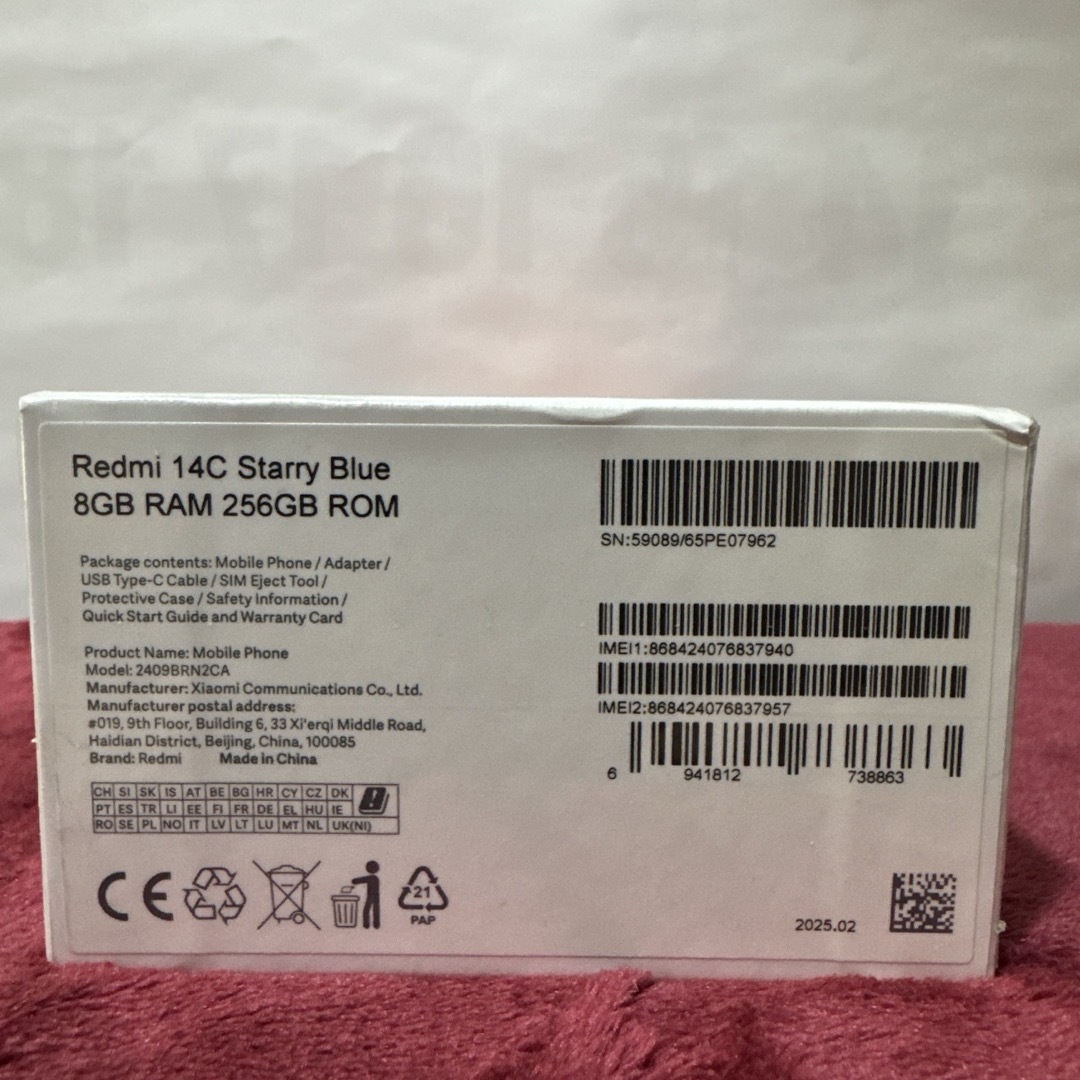 Redmi 14C Starry Blue
8GB RAM 256GB ROM
Package contents: Mobile Phone / Adapter /
USB Type-C Cable / SIM Eject Tool /
Protective Case / Safety Information /
Quick Start Guide and Warranty Card
Product Name: Mobile Phone
Model: 2409BRN2CA
Manufacturer: Xiaomi Communications Co., Ltd.
Manufacturer postal address:
#019, 9th Floor, Building 6, 33 Xi'erqi Middle Road,
Haidian District, Beijing, China, 100085
Brand: Redmi Made in China
CH SI SK IS AT BE BG HR CY CZ DK
PT ES TR LI EE FI FR DE EL HU IE
RO SE PL NO IT LV LT LU MT NL UK(NI)
CE
21
PAP
SN:59089/65PE07962
IMEI1:868424076837940
IMEI2:868424076837957
6 941812 738863
2025.02